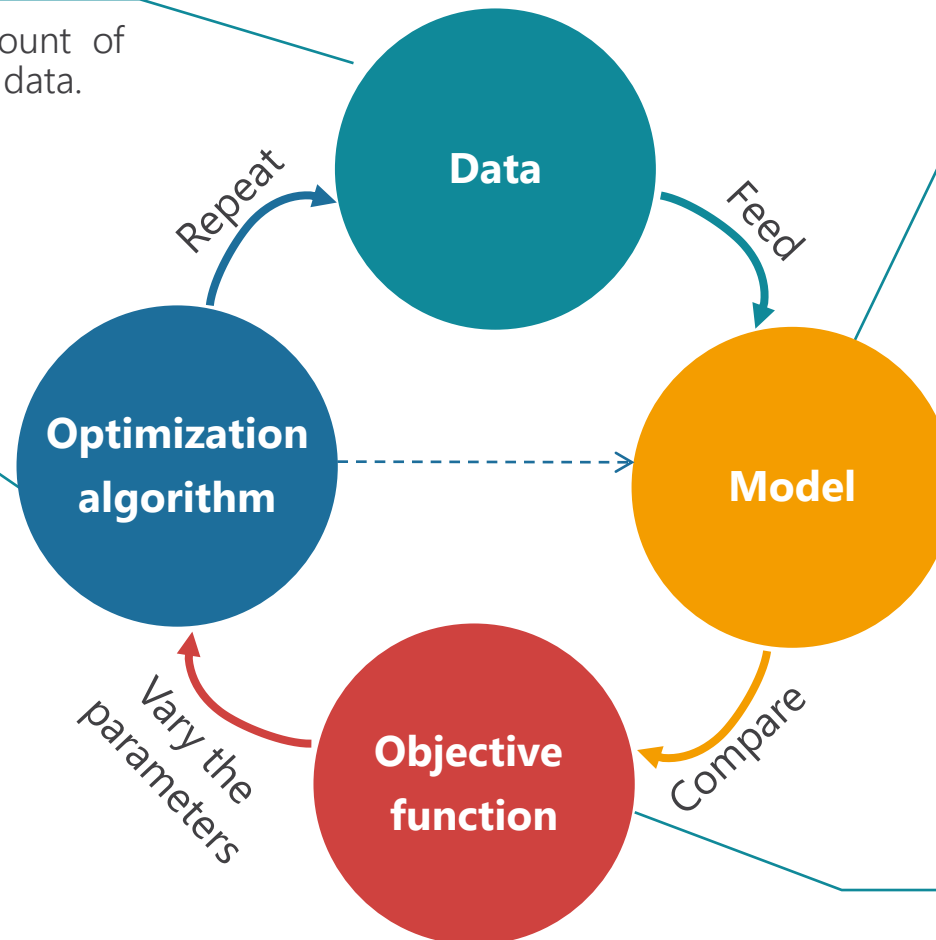 ount of
data.
Data
Repeat
Feed
Optimization
algorithm
Model
Vary the
parameters
Objective
function
Compare